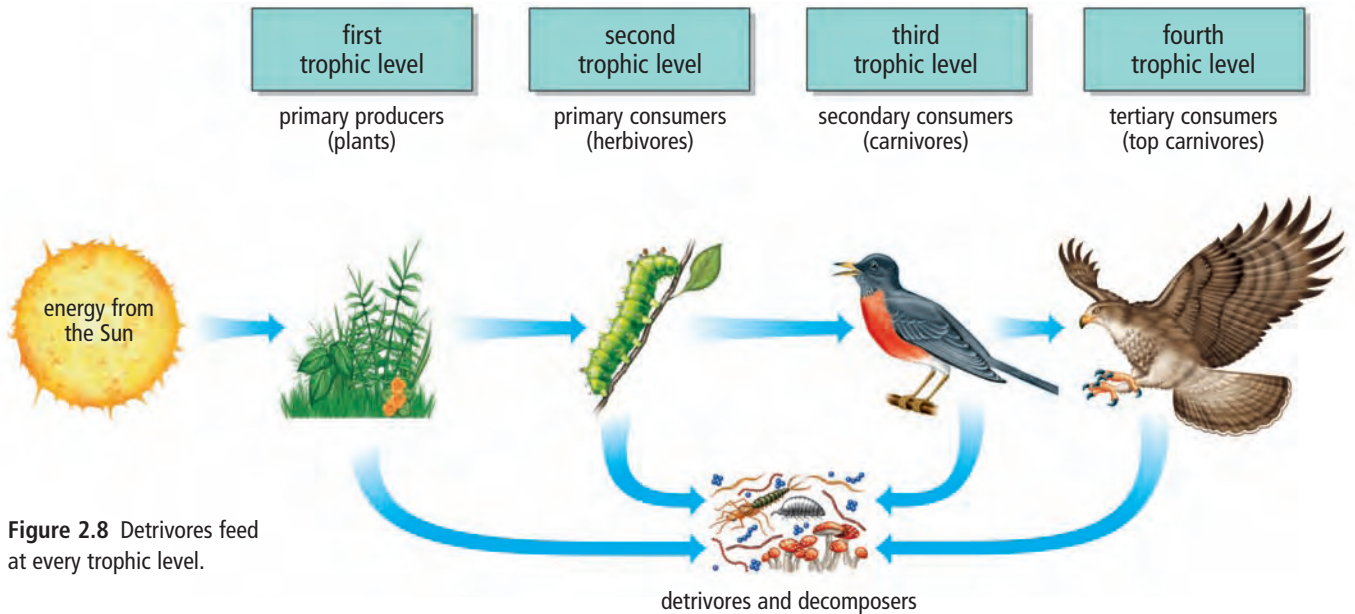 first
trophic level
second
trophic level
third
trophic level
fourth
trophic level
primary producers
(plants)
primary consumers
(herbivores)
secondary consumers
(carnivores)
tertiary consumers
(top carnivores)
energy from
the Sun
Figure 2.8 Detrivores feed
at every trophic level.
detrivores and decomposers